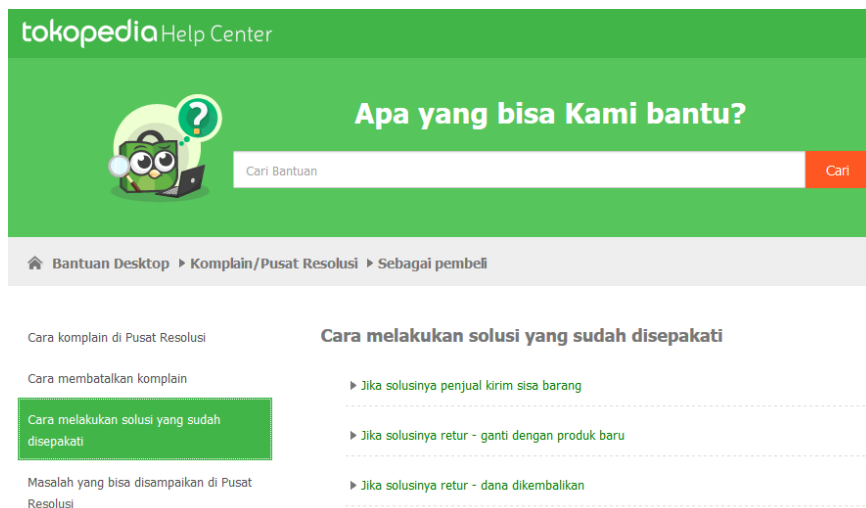 tokopedia Help Center
Apa yang bisa Kami bantu?
Cari Bantuan
Cari
Bantuan Desktop
Komplain/Pusat Resolusi
Sebagai pembeli
Cara komplain di Pusat Resolusi
Cara membatalkan komplain
Cara melakukan solusi yang sudah
disepakati
Masalah yang bisa disampaikan di Pusat
Resolusi
Cara melakukan solusi yang sudah disepakati
Jika solusinya penjual kirim sisa barang
Jika solusinya retur - ganti dengan produk baru
Jika solusinya retur - dana dikembalikan